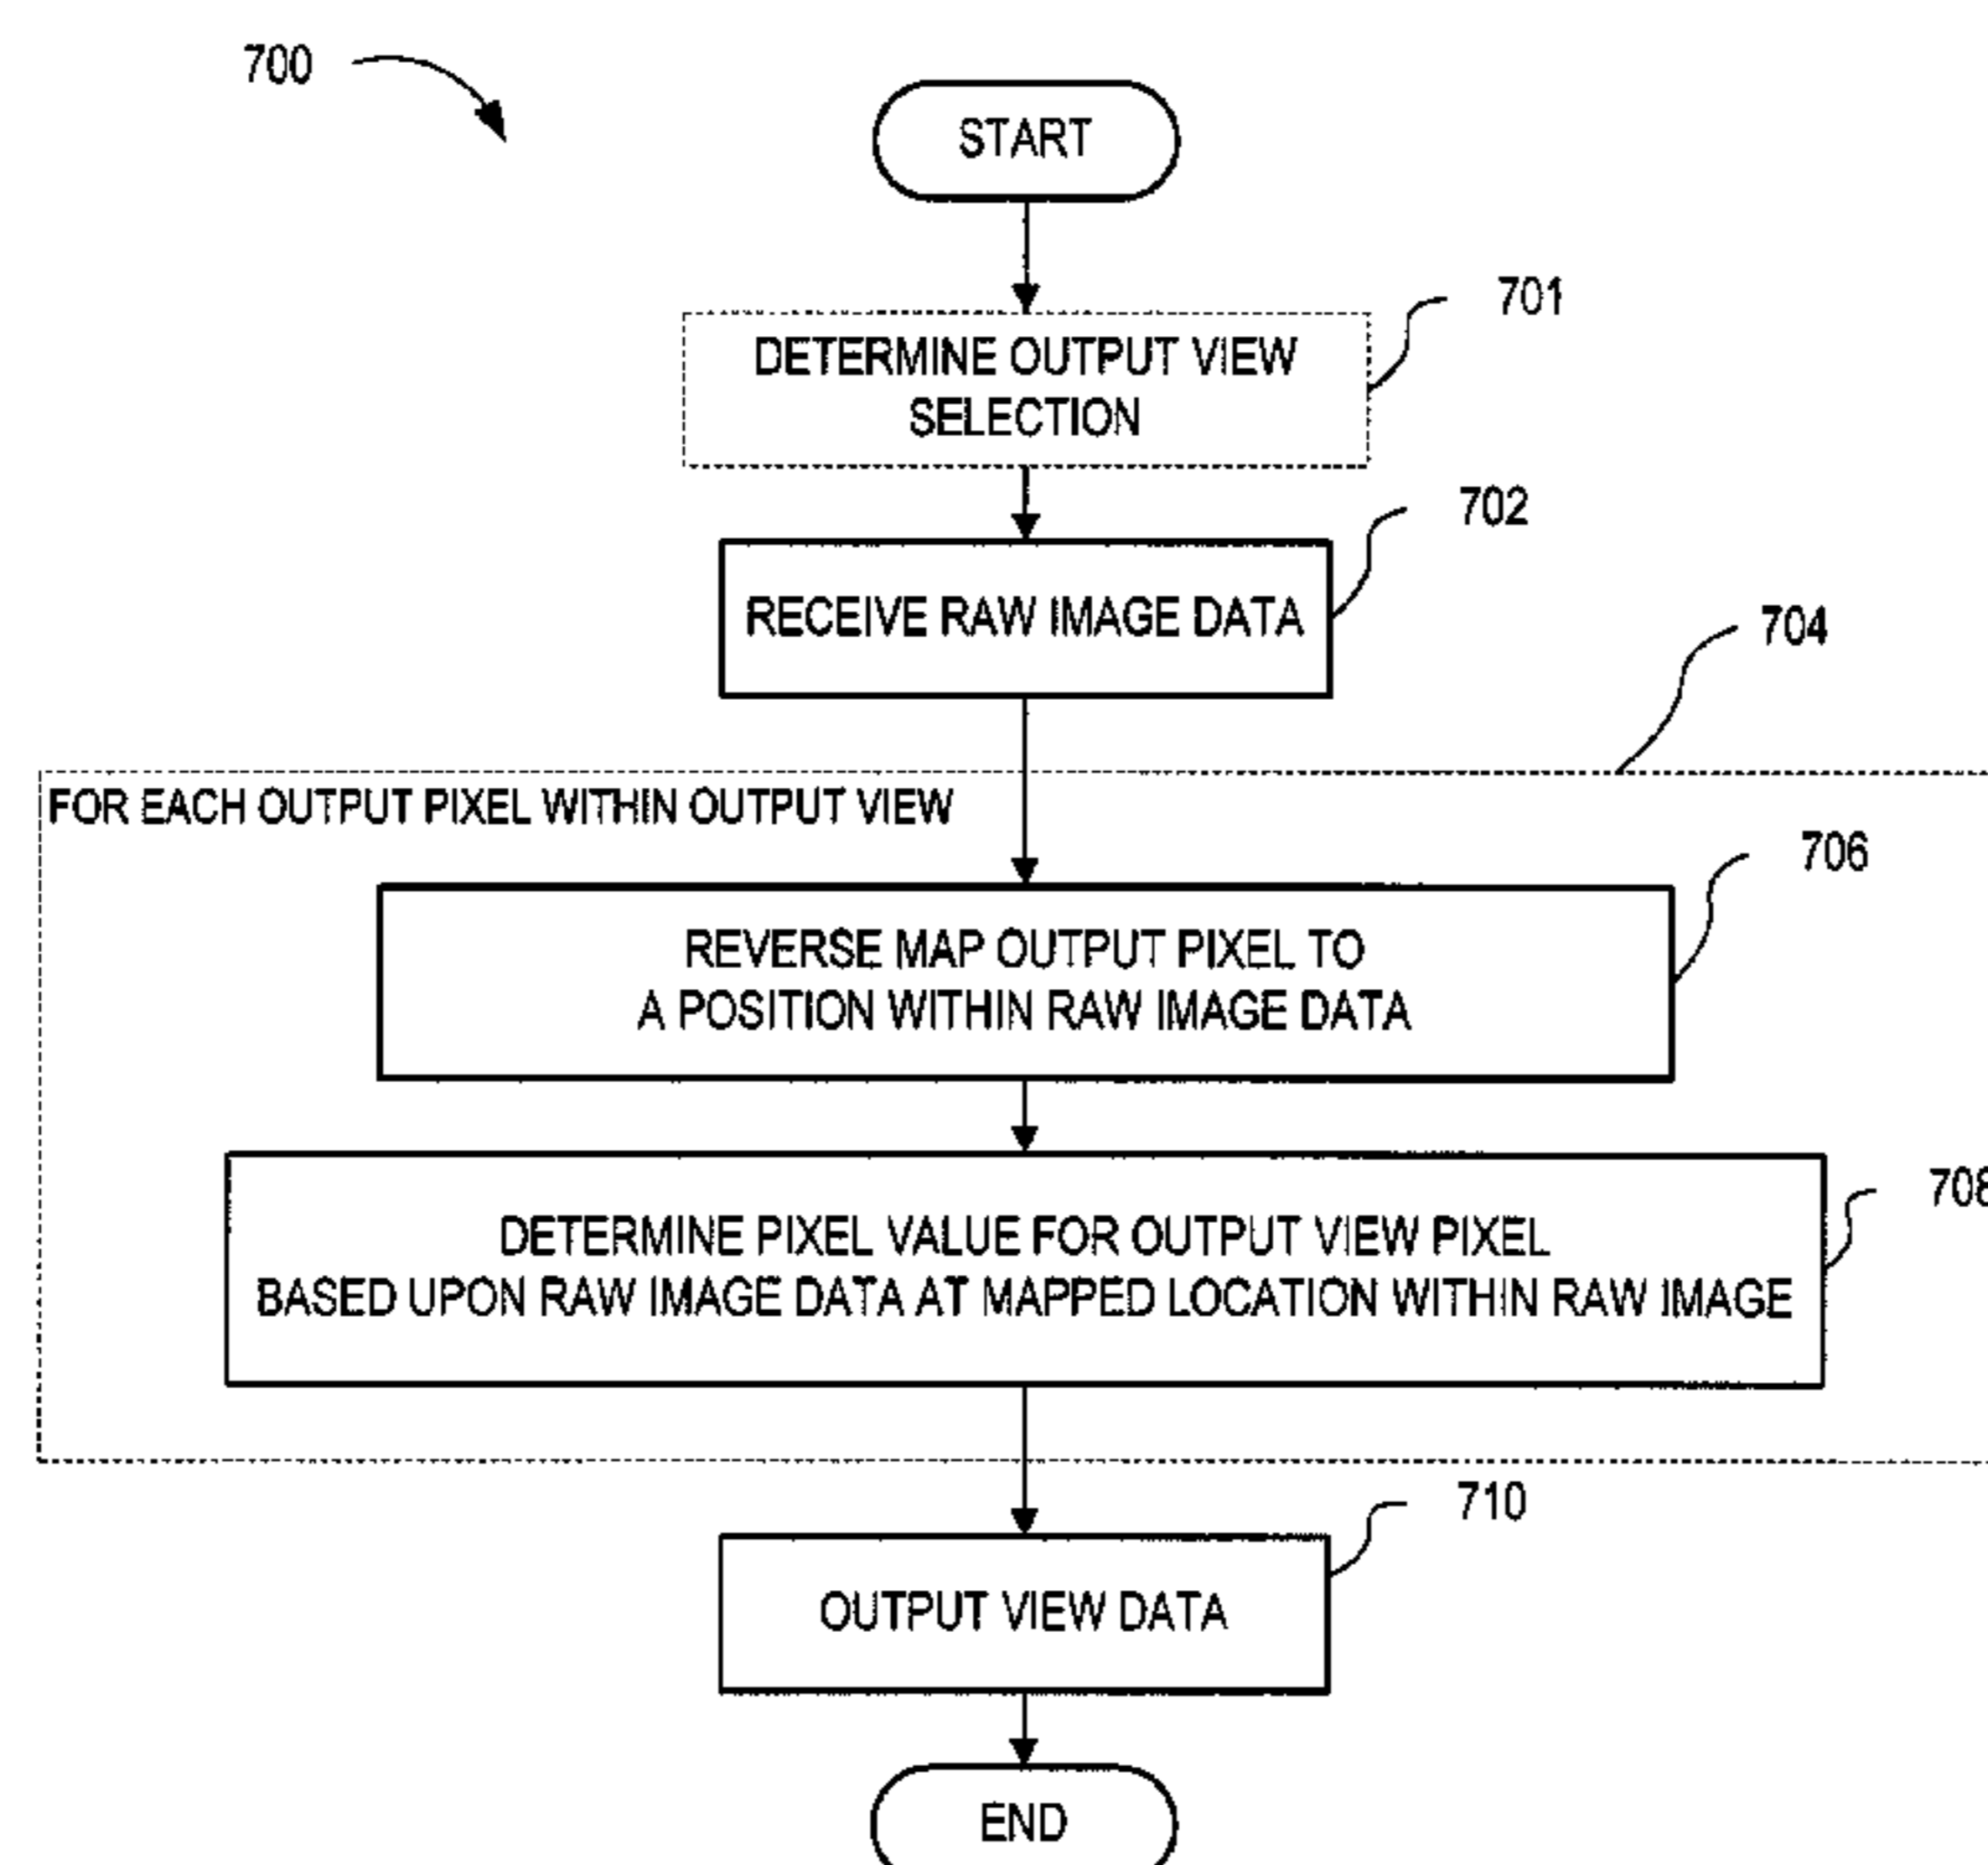 700
START
701
DETERMINE OUTPUT VIEW
SELECTION
702
RECEIVE RAW IMAGE DATA
704
FOR EACH OUTPUT PIXEL WITHIN OUTPUT VIEW
706
REVERSE MAP OUTPUT PIXEL TO
A POSITION WITHIN RAW IMAGE DATA
708
DETERMINE PIXEL VALUE FOR OUTPUT VIEW PIXEL
BASED UPON RAW IMAGE DATA AT MAPPED LOCATION WITHIN RAW IMAGE
710
OUTPUT VIEW DATA
END